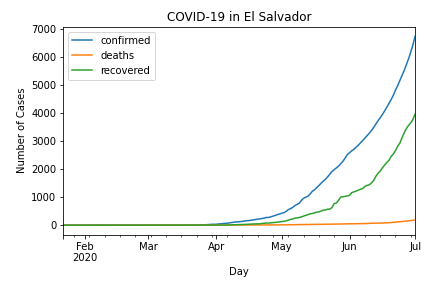 COVID-19 in El Salvador
confirmed
deaths
recovered
Number of Cases
7000
6000
5000
4000
3000
2000
1000
0
Feb Mar Apr May Jun Jul
2020
Day